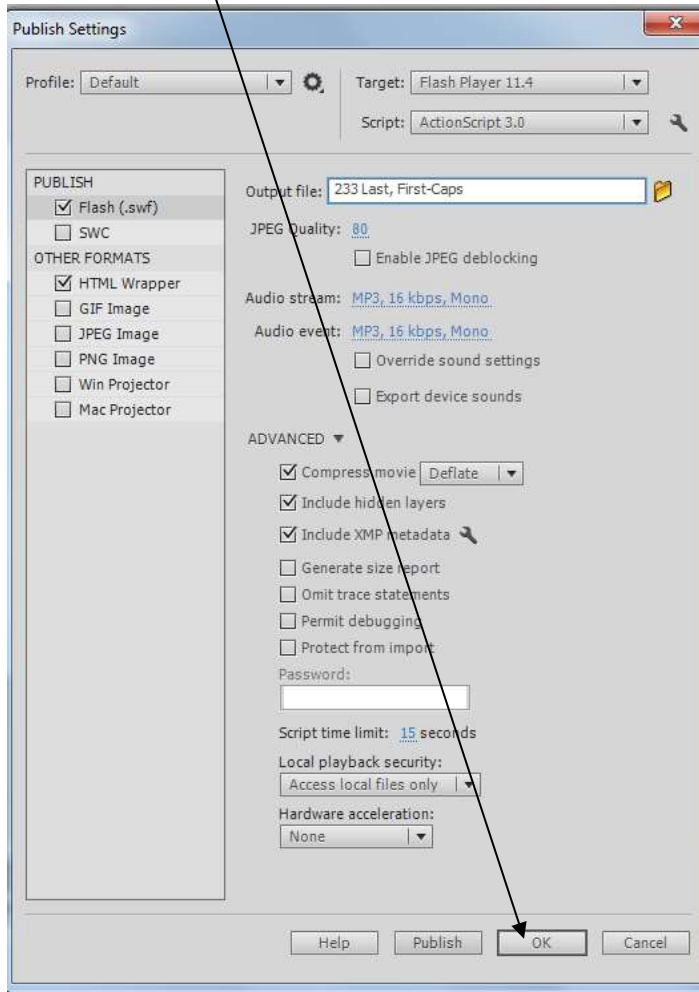 Publish Settings
Profile: Default
Target: Flash Player 11.4
Script: ActionScript 3.0
PUBLISH
Flash (.swf)
SWC
OTHER FORMATS
HTML Wrapper
GIF Image
JPEG Image
PNG Image
Win Projector
Mac Projector
Output file: 233 Last, First-Caps
JPEG Quality: 80
Enable JPEG deblocking
Audio stream: MP3, 16 kbps, Mono
Audio event: MP3, 16 kbps, Mono
Override sound settings
Export device sounds
ADVANCED
Compress movie Deflate
Include hidden layers
Include XMP metadata
Generate size report
Omit trace statements
Permit debugging
Protect from import
Password:
Script time limit: 15 seconds
Local playback security:
Access local files only
Hardware acceleration:
None
Help Publish OK Cancel